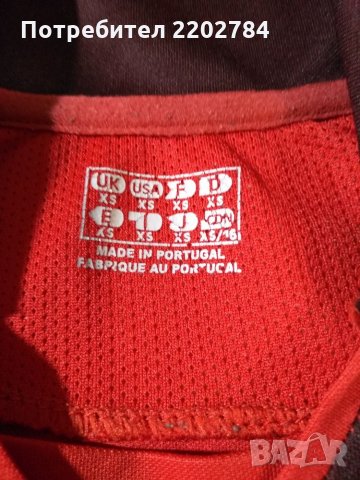 Потребител 2202784
UK USA F D
XS XS XS XS
E I J CDN
XS XS XS XS/16
MADE IN PORTUGAL
FABRIQUE AU PORTUGAL
BAZAR